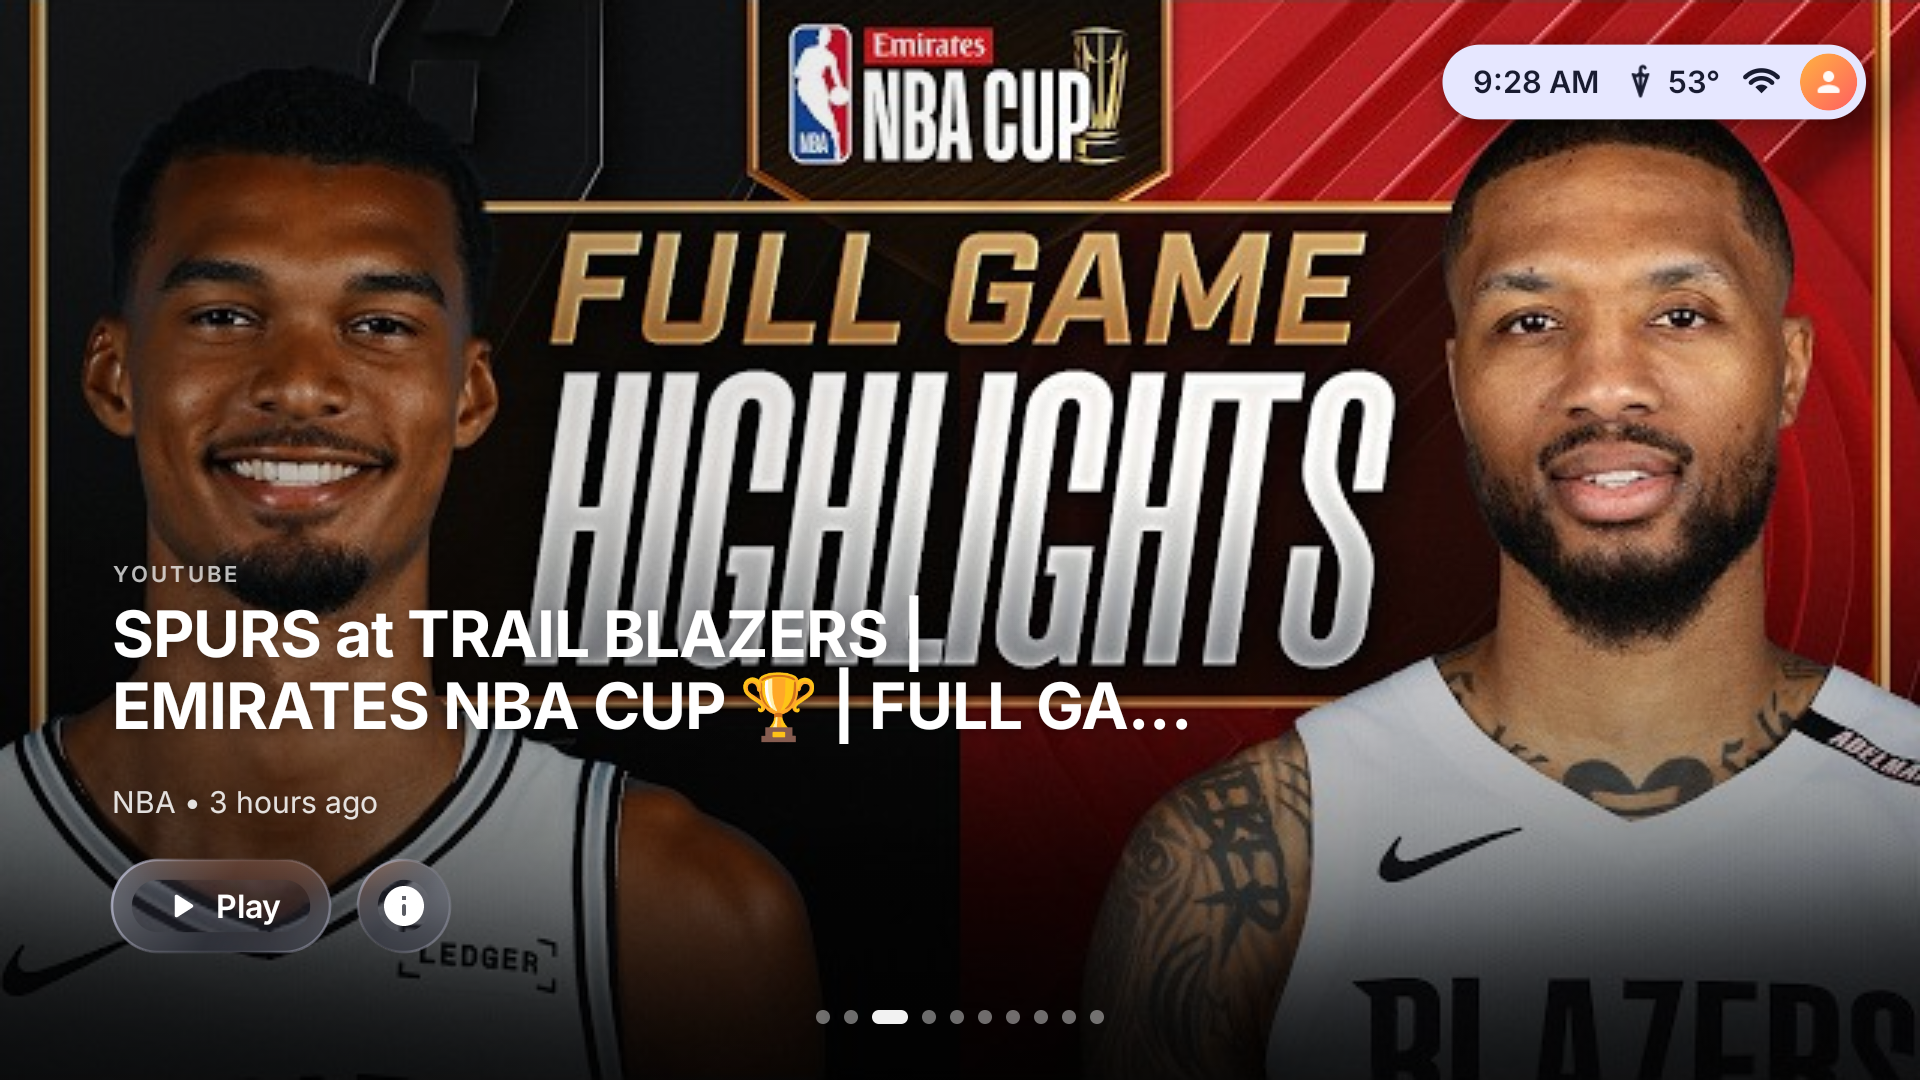 Emirates
NBA CUP
NBA
9:28 AM 53°
FULL GAME
HIGHLIGHTS
YOUTUBE
SPURS at TRAIL BLAZERS |
EMIRATES NBA CUP 🏆 | FULL GA...
NBA • 3 hours ago
Play
LEDGER
BLAZERS